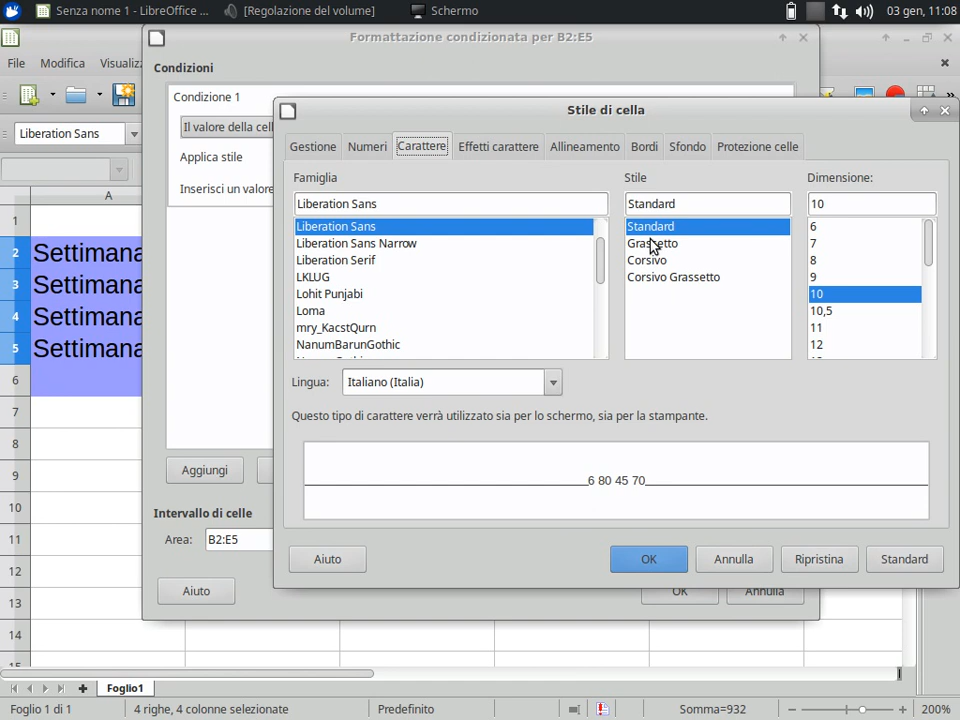 Senza nome 1 - LibreOffice ...
[Regolazione del volume]
Schermo
03 gen, 11:08
Formattazione condizionata per B2:E5
File
Modifica
Condizioni
Condizione 1
Stile di cella
Liberation Sans
Il valore della cell
Gestione
Numeri
Carattere
Effetti carattere
Allineamento
Bordi
Sfondo
Protezione celle
Applica stile
Inserisci un valore
Famiglia
Stile
Dimensione:
Liberation Sans
Standard
10
Liberation Sans
Liberation Sans Narrow
Liberation Serif
LKLUG
Lohit Punjabi
Loma
mry_KacstQurn
NanumBarunGothic
Standard
Grassetto
Corsivo
Corsivo Grassetto
6
7
8
9
10
10,5
11
12
A
1
2
Settimana
3
Settimana
4
Settimana
5
Settimana
6
7
8
9
10
11
12
13
14
15
Lingua:
Italiano (Italia)
Questo tipo di carattere verrà utilizzato sia per lo schermo, sia per la stampante.
6 80 45 70
Aggiungi
Intervallo di celle
Area:
B2:E5
Aiuto
OK
Annulla
Ripristina
Standard
Aiuto
OK
Annulla
Foglio1
Foglio 1 di 1
4 righe, 4 colonne selezionate
Predefinito
Somma=932
200%